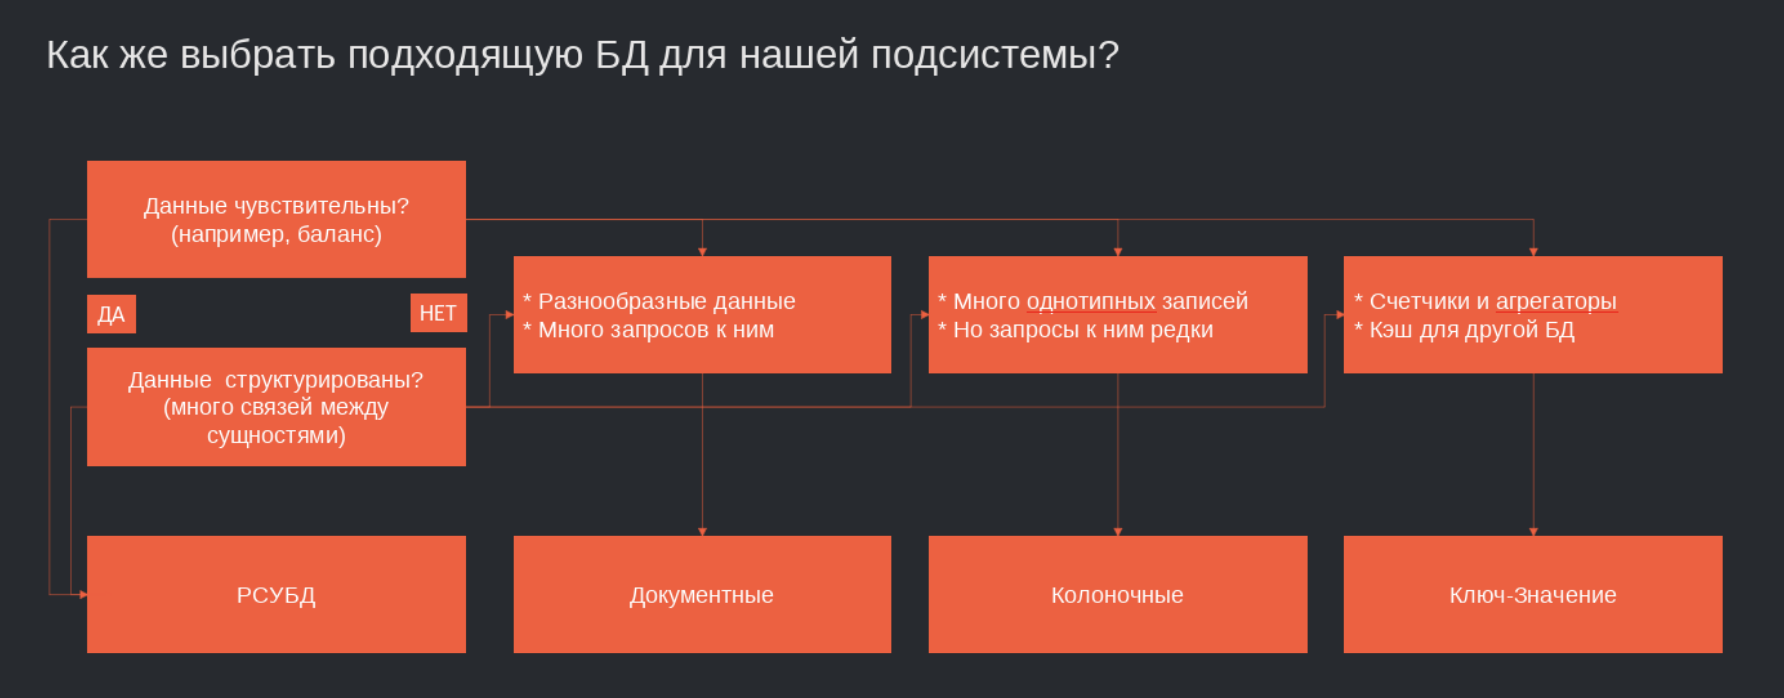 Как же выбрать подходящую БД для нашей подсистемы?
Данные чувствительны?
(например, баланс)
ДА
НЕТ
* Разнообразные данные
* Много запросов к ним
* Много однотипных записей
* Но запросы к ним редки
* Счетчики и агрегаторы
* Кэш для другой БД
Данные  структурированы?
(много связей между
сущностями)
РСУБД
Документные
Колоночные
Ключ-Значение